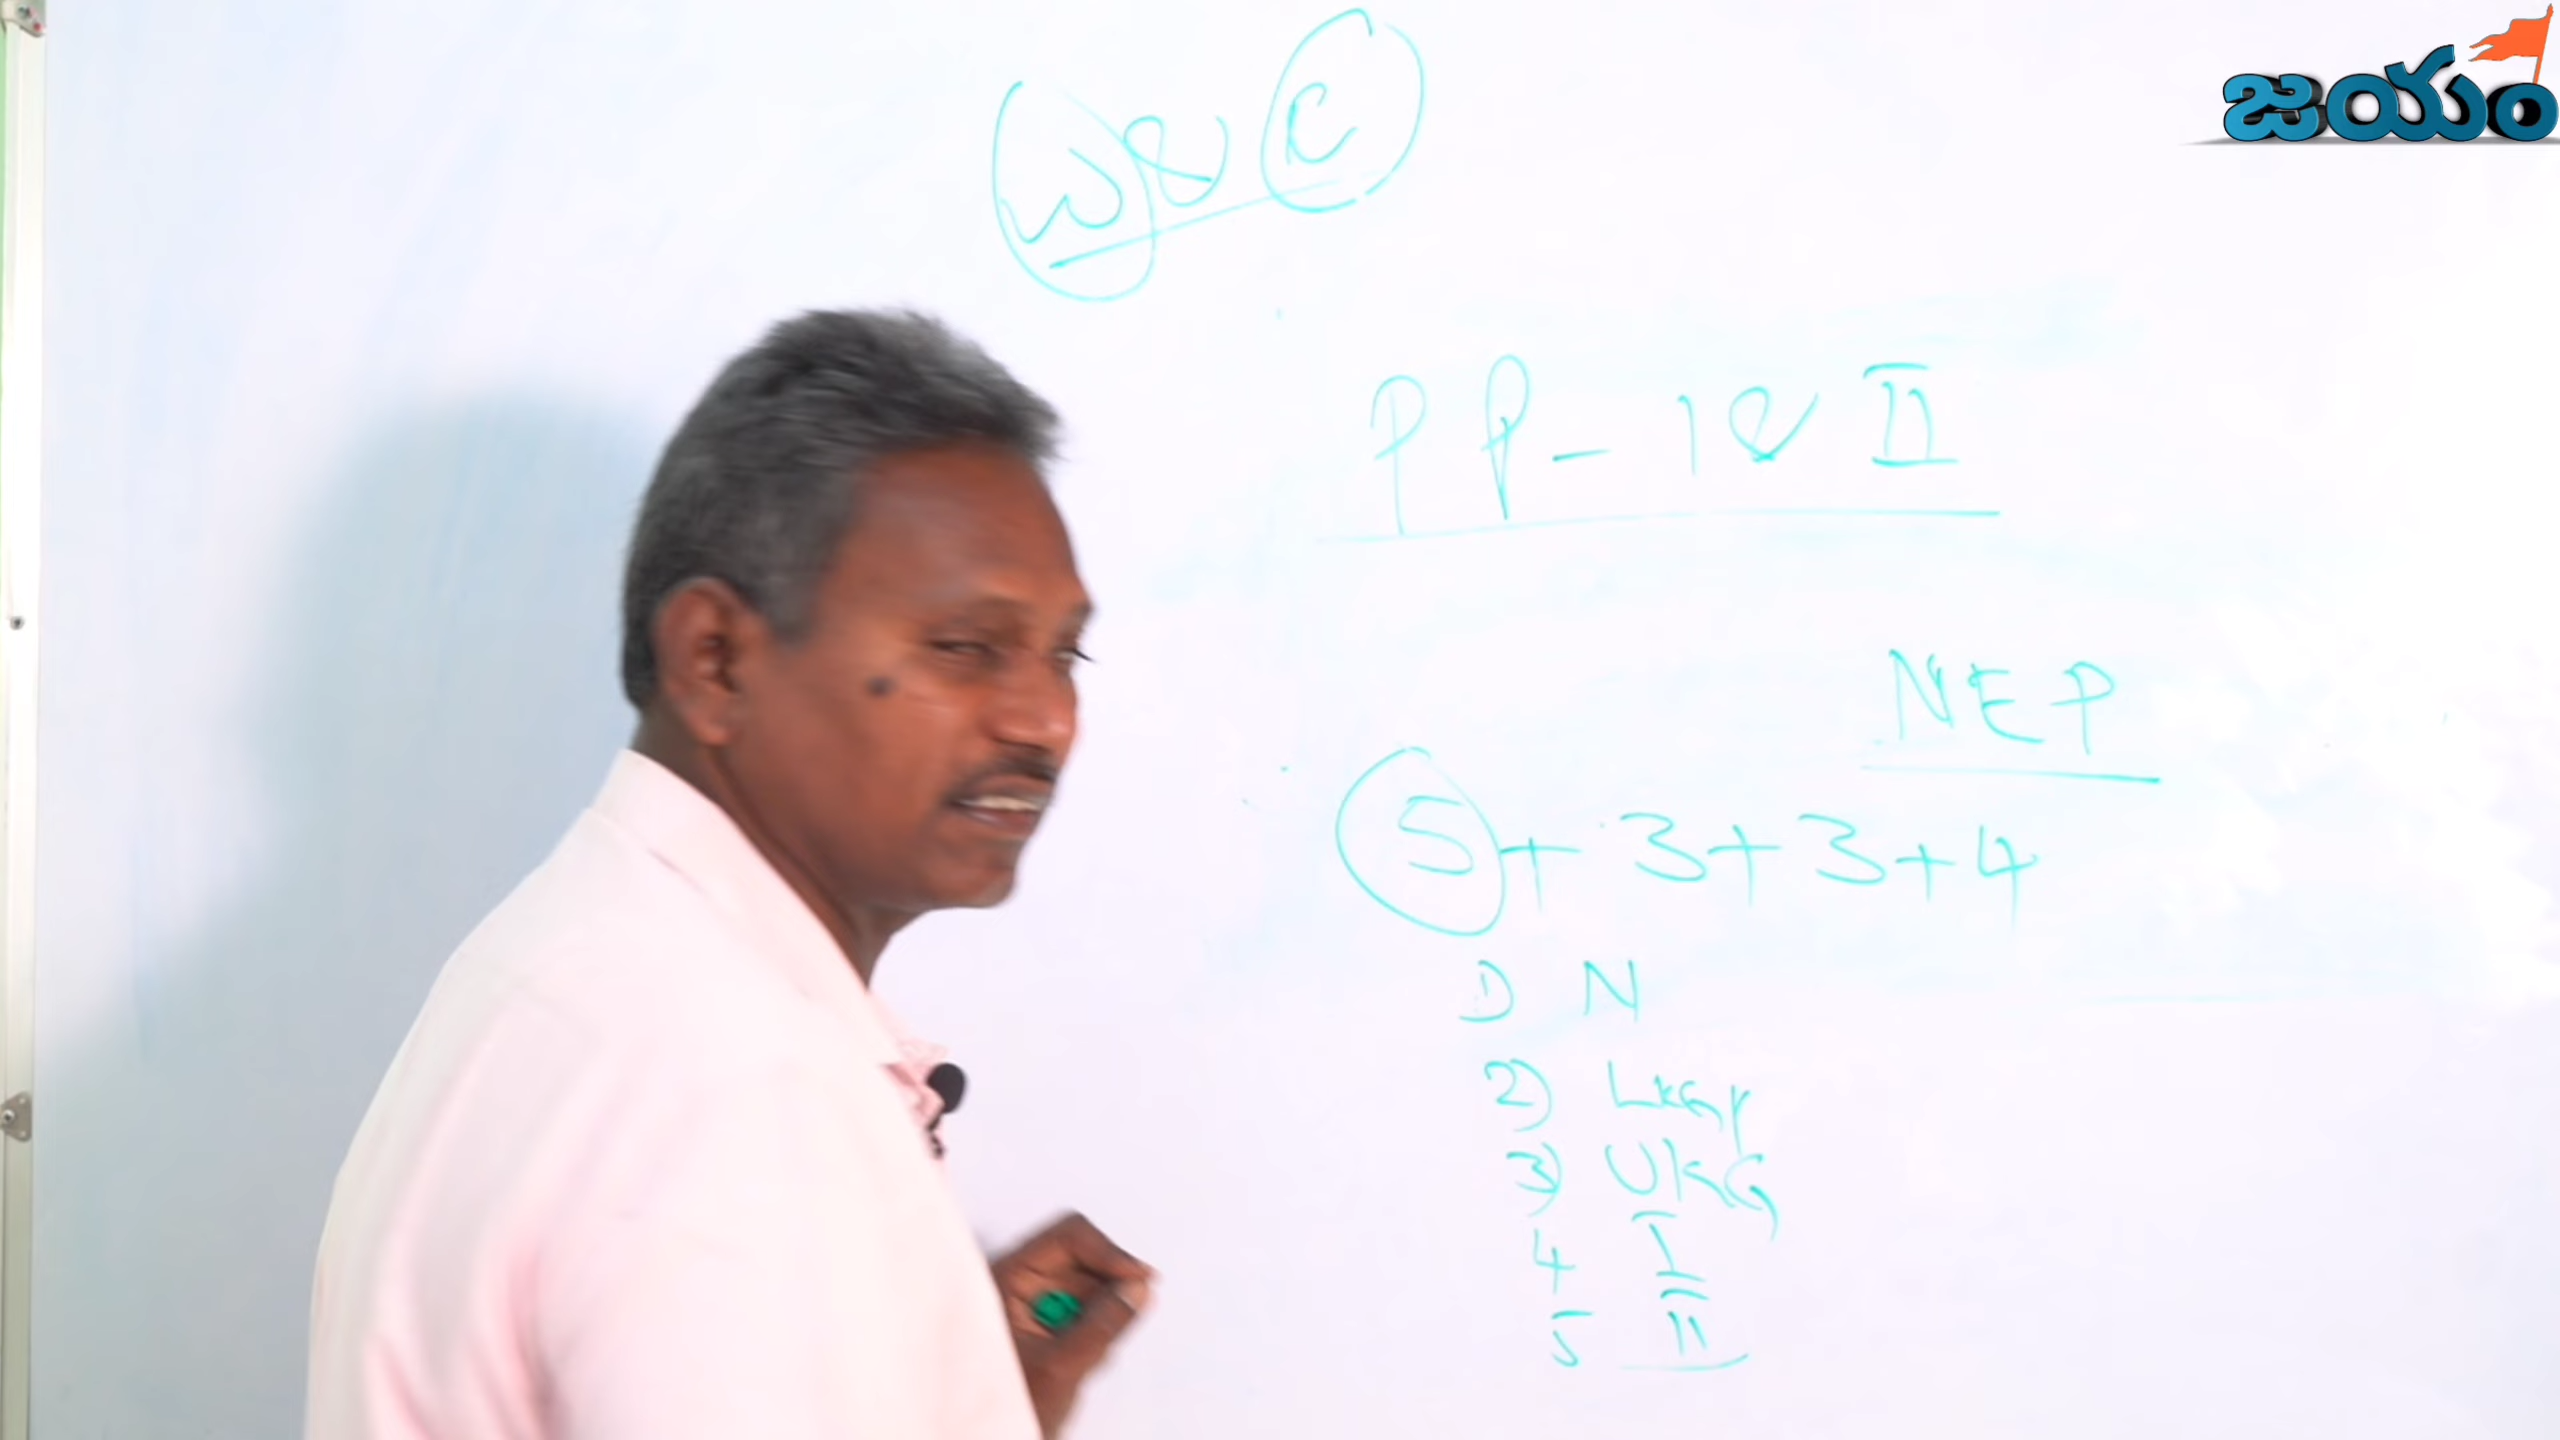 జయం
W & C
PP - 1 & II
NEP
5 + 3 + 3 + 4
1) N
2) LKG
3) UKG
4 I
5 II